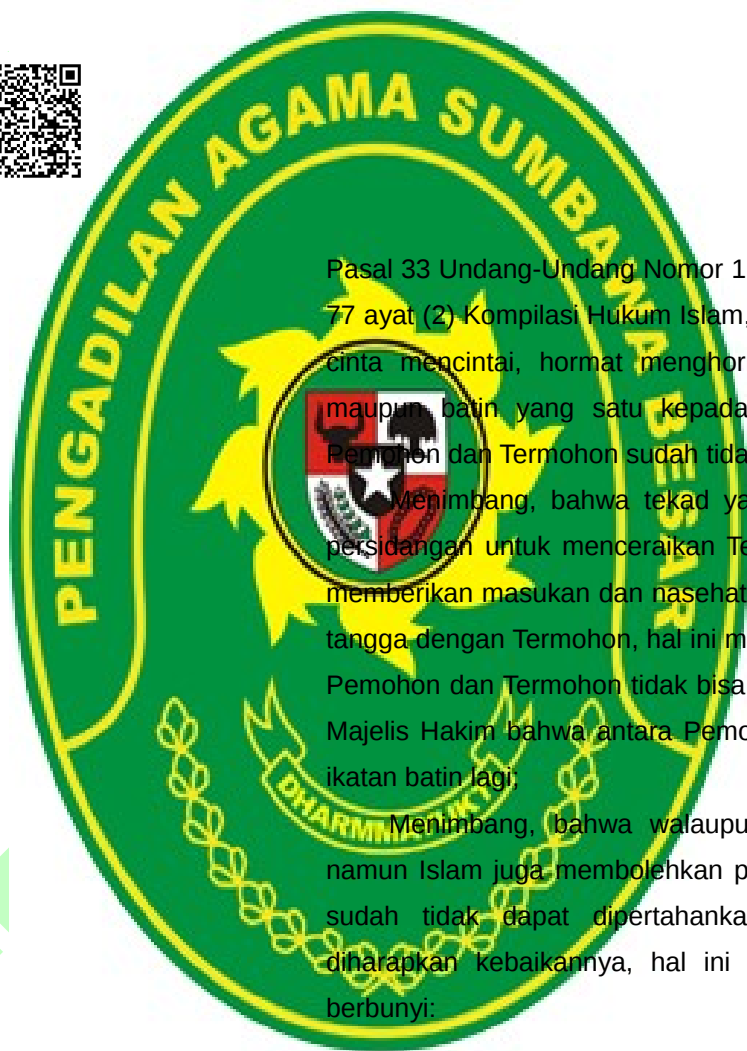 PENGADILAN AGAMA SUMBAWA BESAR
Pasal 33 Undang-Undang Nomor 1
77 ayat (2) Kompilasi Hukum Islam,
cinta mencintai, hormat menghor
maupun batin yang satu kepada
Pemohon dan Termohon sudah tida
Menimbang, bahwa tekad ya
persidangan untuk menceraikan Te
memberikan masukan dan nasehat
tangga dengan Termohon, hal ini m
Pemohon dan Termohon tidak bisa
Majelis Hakim bahwa antara Pemo
ikatan batin lagi;
Menimbang, bahwa walaupu
namun Islam juga membolehkan p
sudah tidak dapat dipertahanka
diharapkan kebaikannya, hal ini
berbunyi: